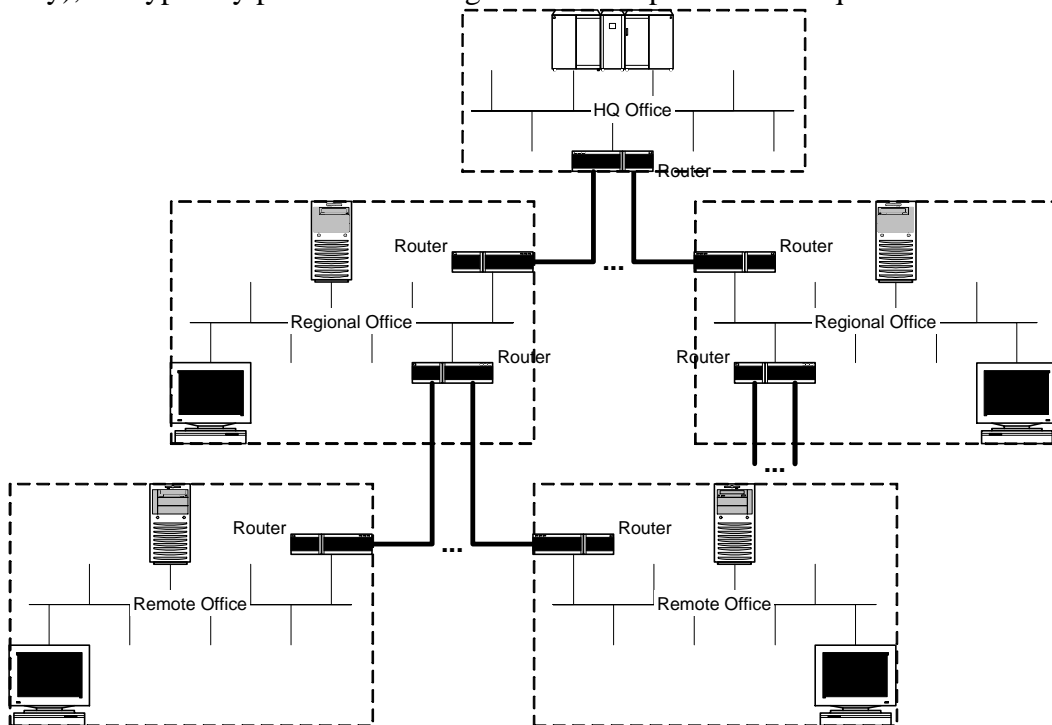 HQ Office
Router
Router
...
Router
Regional Office
Regional Office
Router
Router
...
Router
...
Router
Remote Office
Remote Office